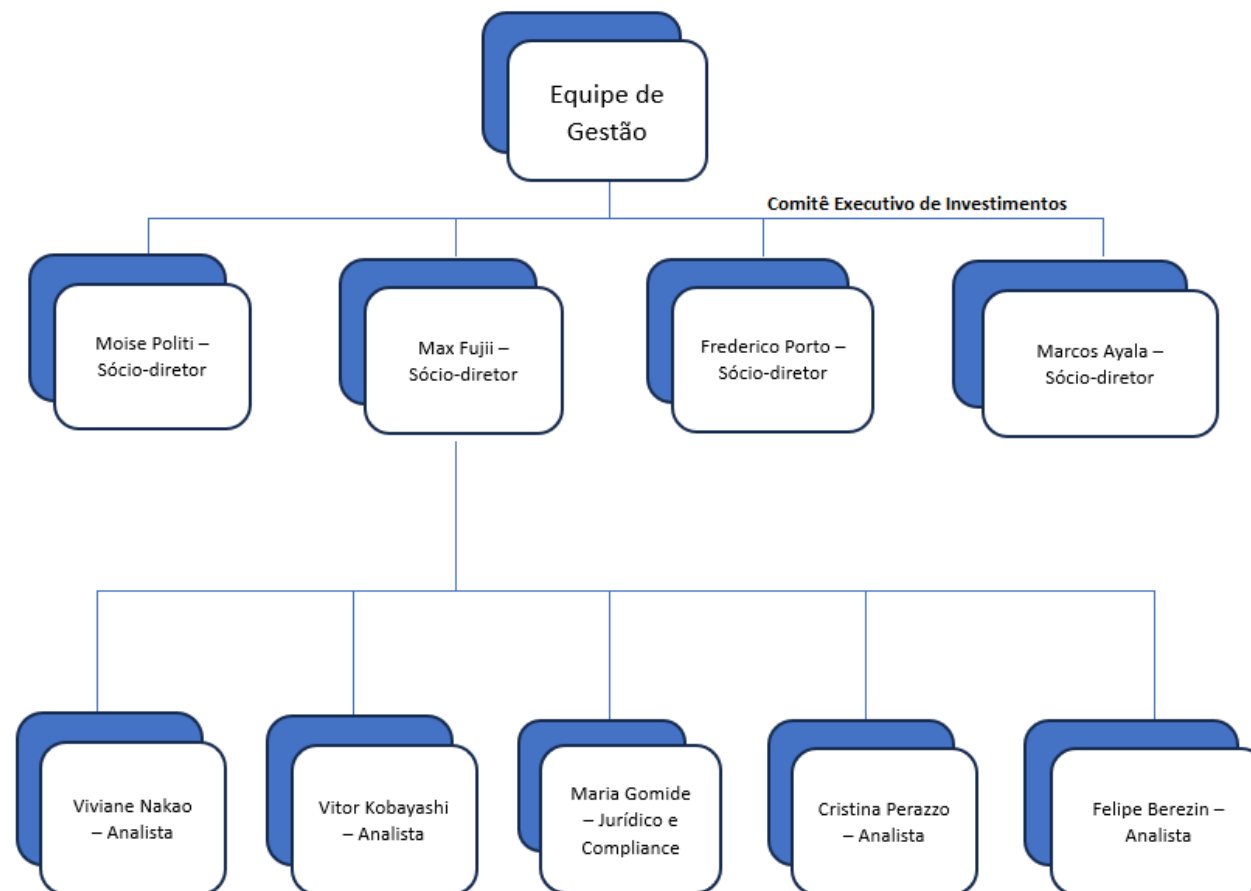 Equipe de
Gestão
Comitê Executivo de Investimentos
Moise Politi –
Sócio-diretor
Max Fujii –
Sócio-diretor
Frederico Porto –
Sócio-diretor
Marcos Ayala –
Sócio-diretor
Viviane Nakao
– Analista
Vitor Kobayashi
– Analista
Maria Gomide
– Jurídico e
Compliance
Cristina Perazzo
– Analista
Felipe Berezin –
Analista